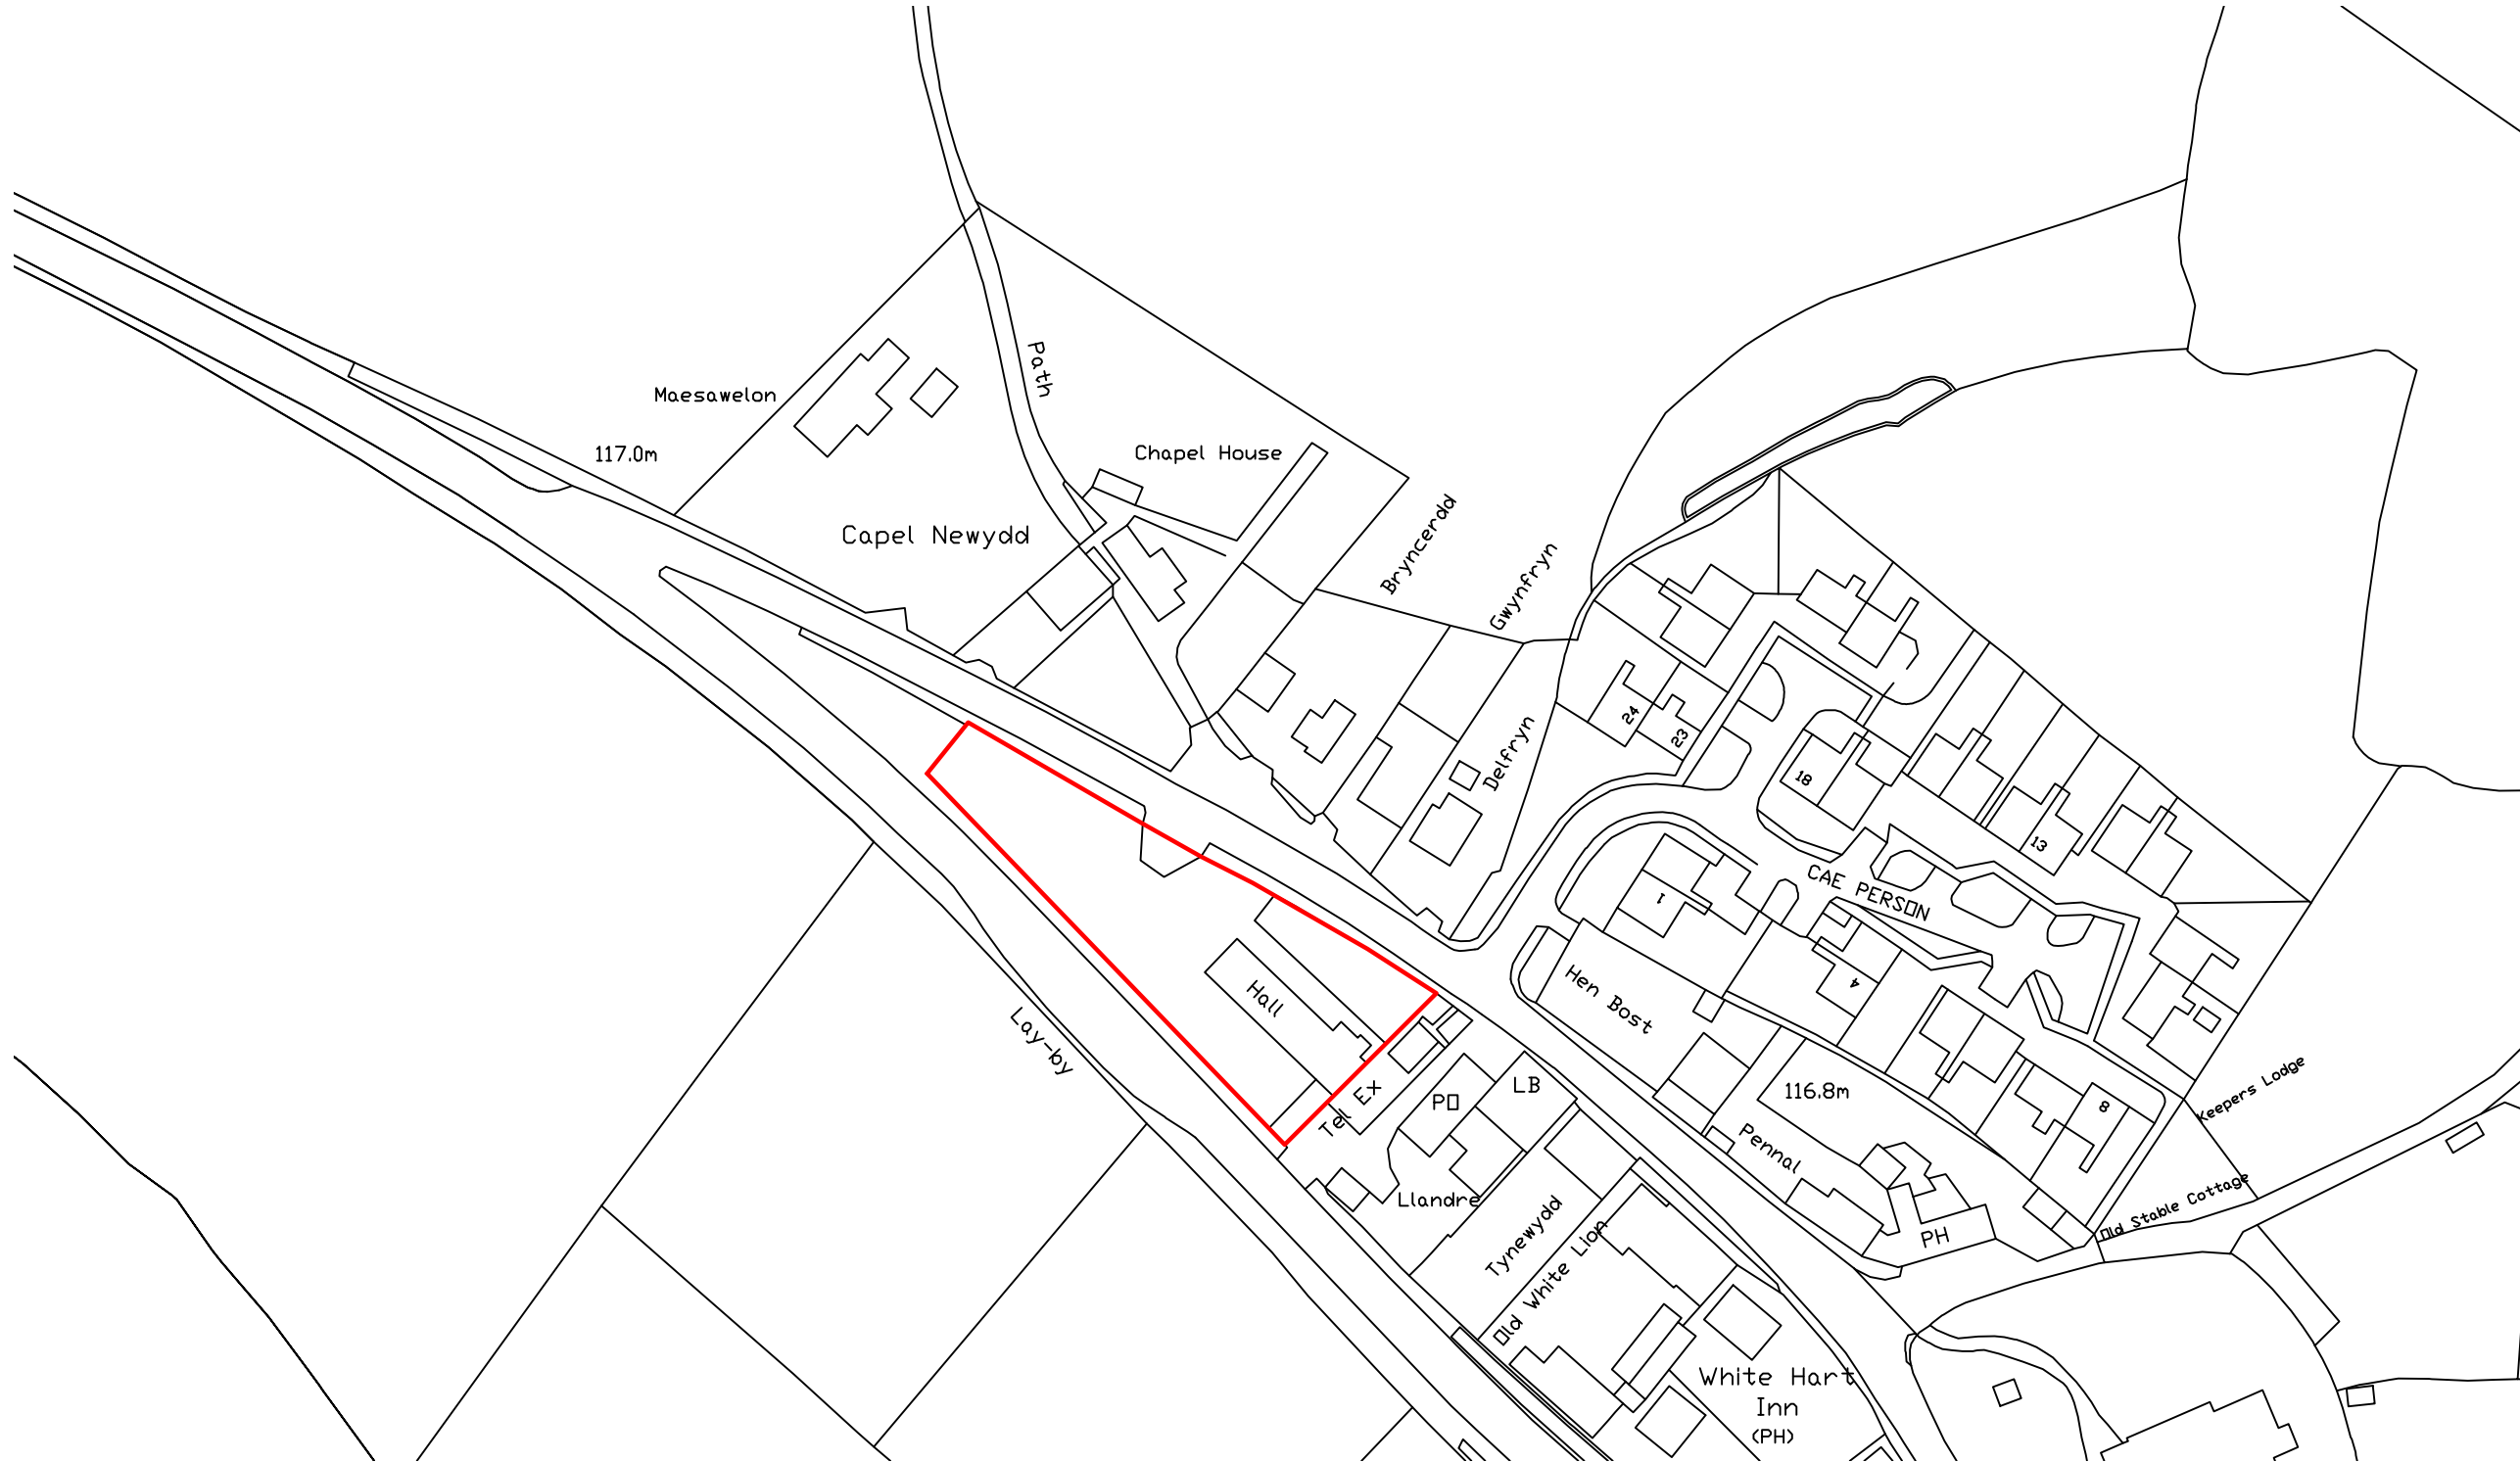 Path
Maesawelon
117.0m
Chapel House
Capel Newydd
Bryncerdd
Gwynfryn
Delfryn
24
23
18
13
1
CAE PERSON
4
Hen Bost
Hall
Lay-by
Tel Ex
PO
LB
116.8m
8
Keepers Lodge
Pennal
Llandre
Tynewydd
Old White Lion
PH
Old Stable Cottage
White Hart
Inn
(PH)